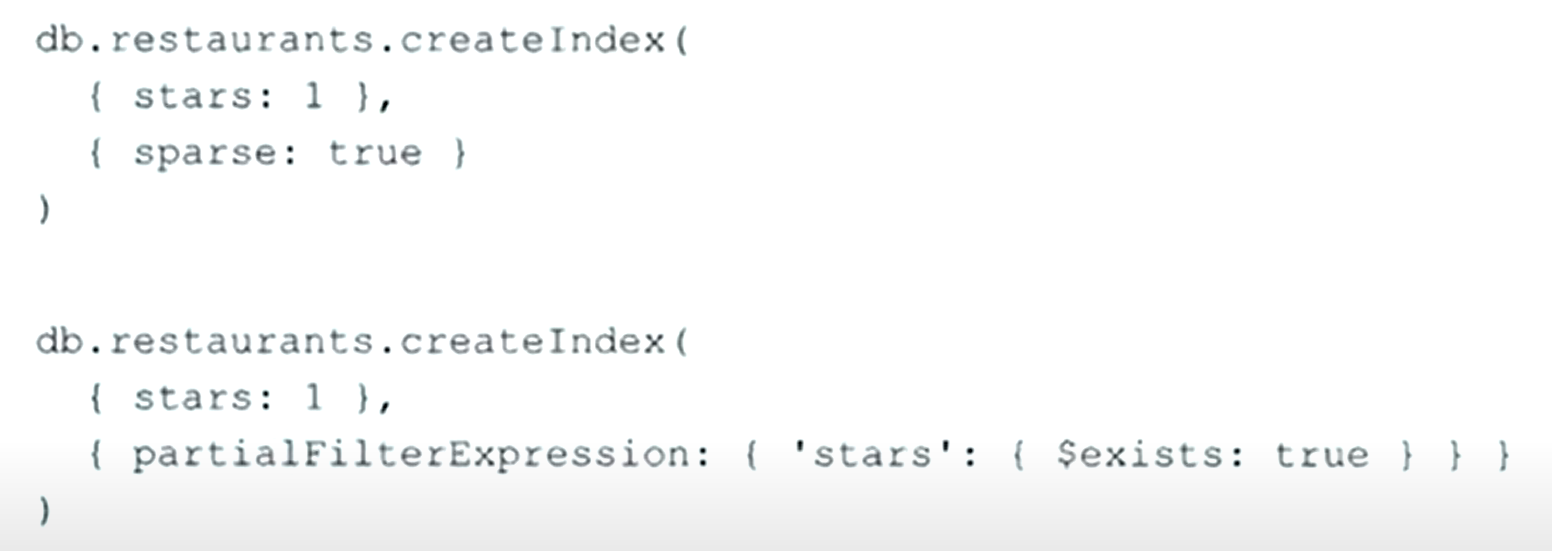 db.restaurants.createIndex(
{ stars: 1 },
{ sparse: true }
)
db.restaurants.createIndex(
{ stars: 1 },
{ partialFilterExpression: { 'stars': { $exists: true } } }
)